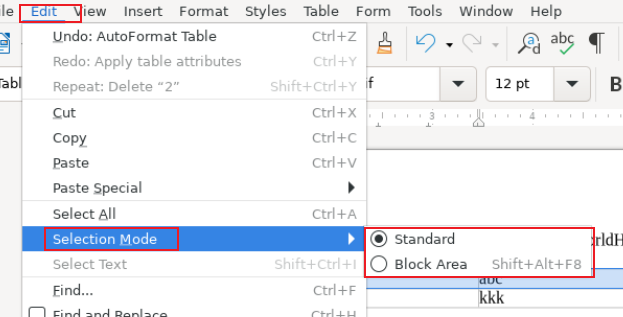 Edit View Insert Format Styles Table Form Tools Window Help
Undo: AutoFormat Table Ctrl+Z
Redo: Apply table attributes Ctrl+Y
Repeat: Delete “2” Shift+Ctrl+Y
12 pt B
Cut Ctrl+X
3 4
Copy Ctrl+C
Paste Ctrl+V
Paste Special
Select All Ctrl+A
Selection Mode
Standard
Select Text Shift+Ctrl+I
Block Area Shift+Alt+F8
abc
Find... Ctrl+F
kkk
Find and Replace Ctrl+H